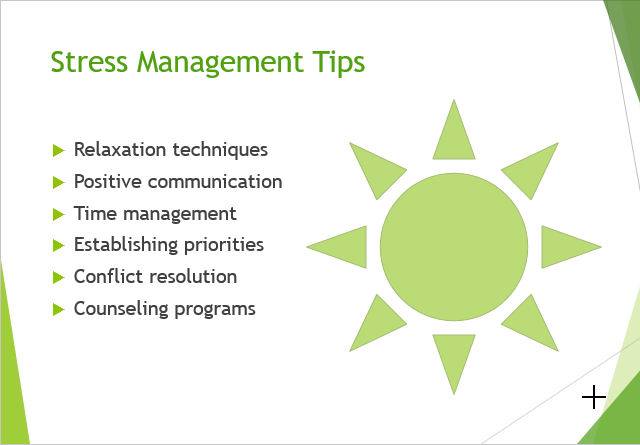 Stress Management Tips
Relaxation techniques
Positive communication
Time management
Establishing priorities
Conflict resolution
Counseling programs